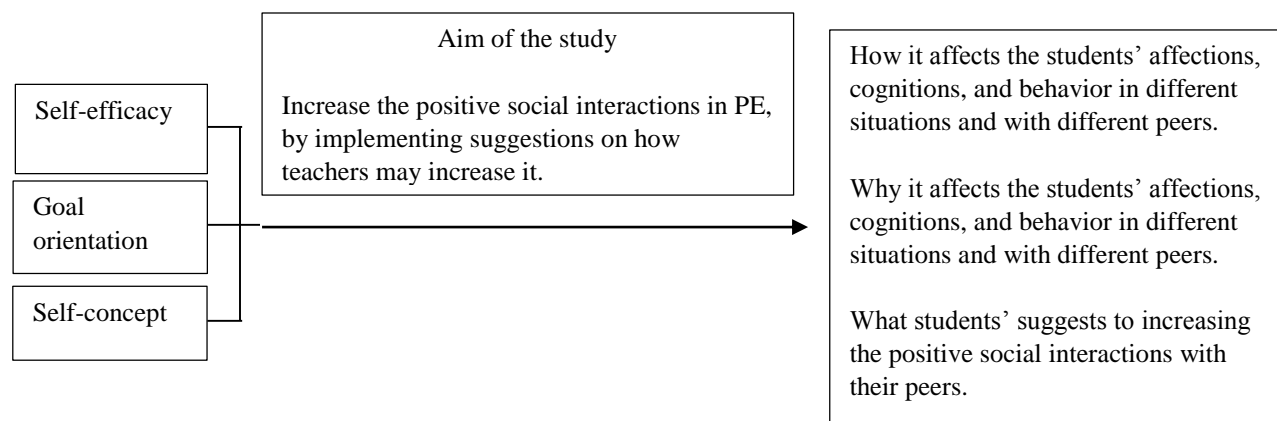 Self-efficacy
Goal
orientation
Self-concept
Aim of the study
Increase the positive social interactions in PE,
by implementing suggestions on how
teachers may increase it.
How it affects the students’ affections,
cognitions, and behavior in different
situations and with different peers.
Why it affects the students’ affections,
cognitions, and behavior in different
situations and with different peers.
What students’ suggests to increasing
the positive social interactions with
their peers.